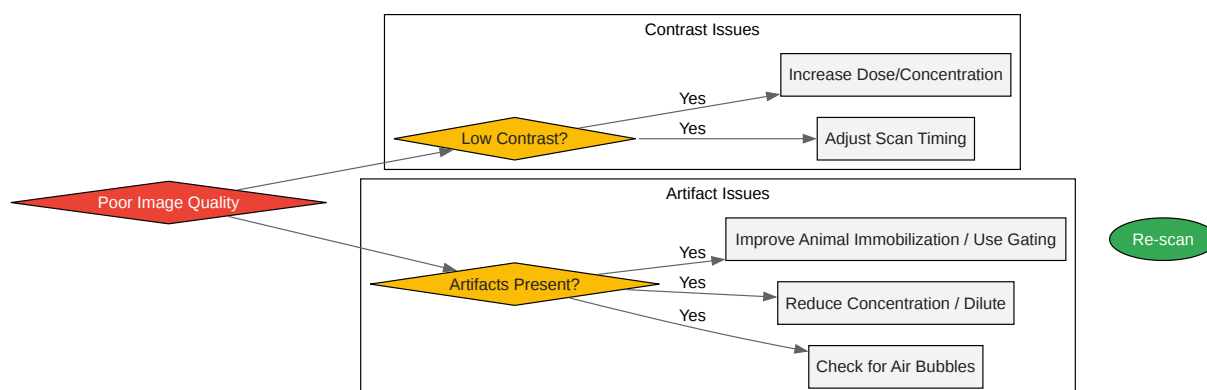 Contrast Issues
Increase Dose/Concentration
Yes
Low Contrast?
Yes
Adjust Scan Timing
Poor Image Quality
Artifact Issues
Improve Animal Immobilization / Use Gating
Yes
Artifacts Present?
Yes
Reduce Concentration / Dilute
Yes
Check for Air Bubbles
Re-scan